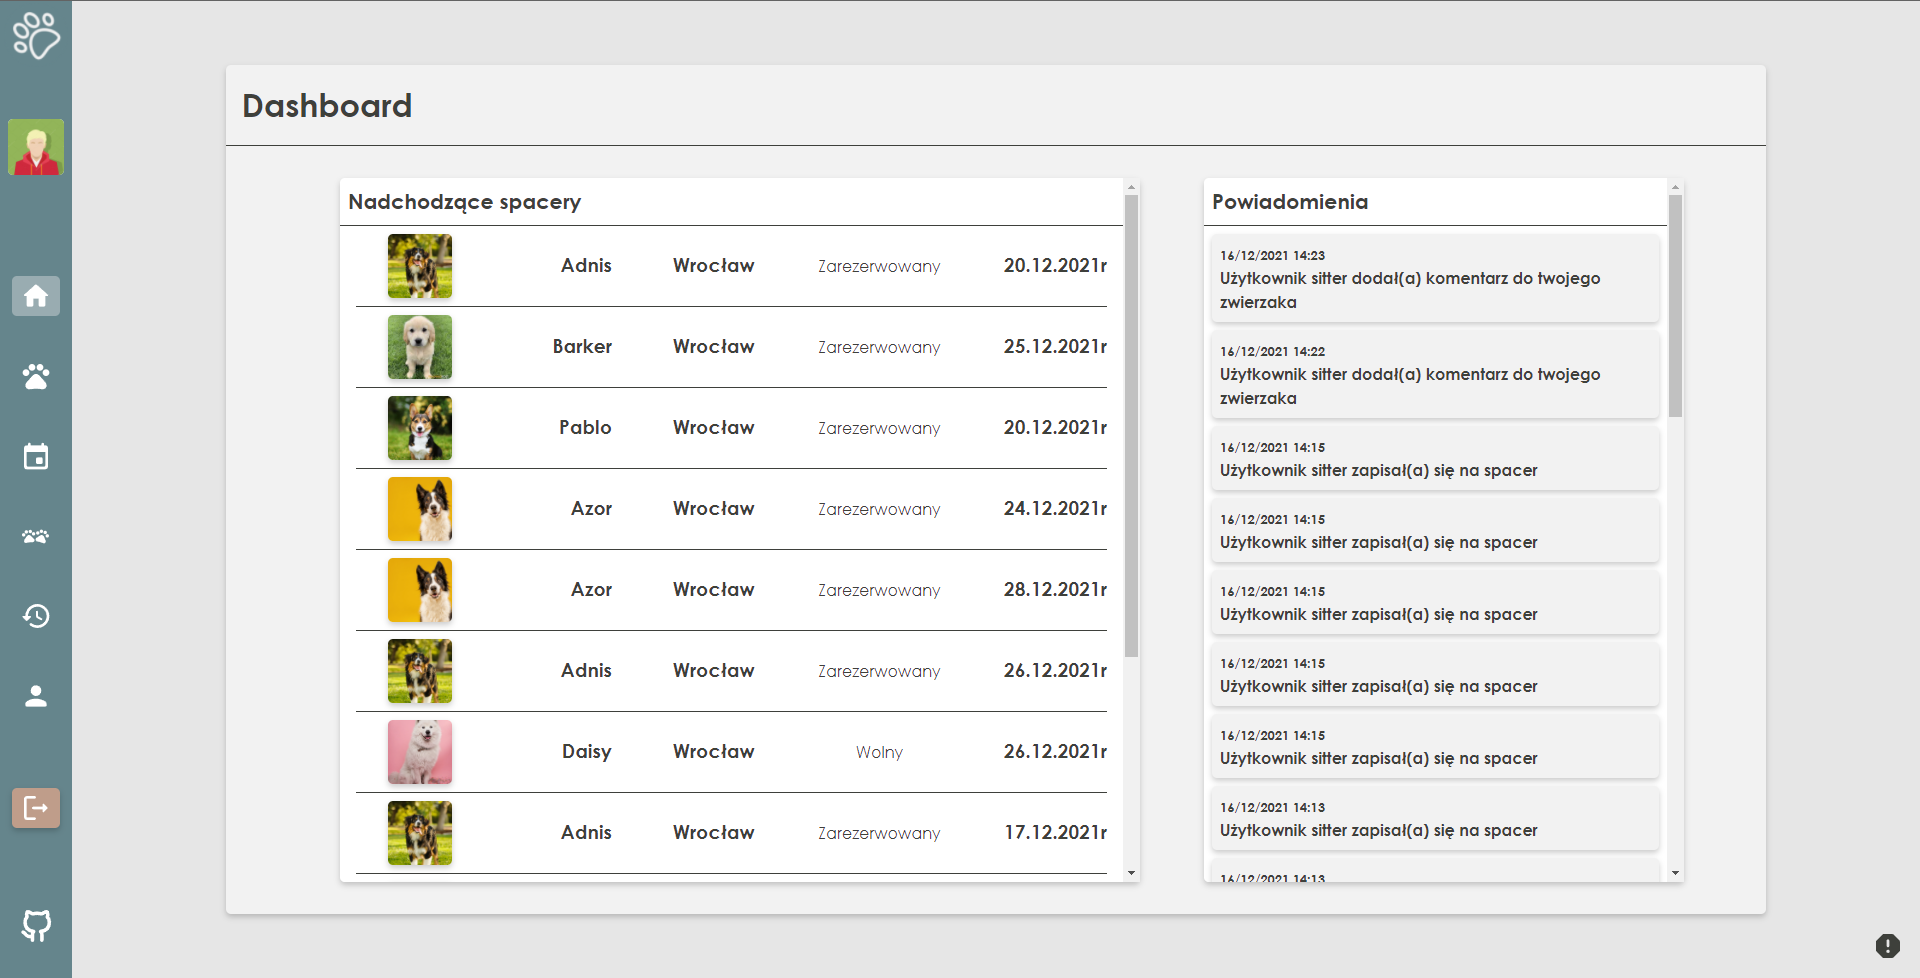 Dashboard
Nadchodzące spacery
Adnis Wrocław Zarezerwowany 20.12.2021r
Barker Wrocław Zarezerwowany 25.12.2021r
Pablo Wrocław Zarezerwowany 20.12.2021r
Azor Wrocław Zarezerwowany 24.12.2021r
Azor Wrocław Zarezerwowany 28.12.2021r
Adnis Wrocław Zarezerwowany 26.12.2021r
Daisy Wrocław Wolny 26.12.2021r
Adnis Wrocław Zarezerwowany 17.12.2021r
Powiadomienia
16/12/2021 14:23
Użytkownik sitter dodał(a) komentarz do twojego
zwierzaka
16/12/2021 14:22
Użytkownik sitter dodał(a) komentarz do twojego
zwierzaka
16/12/2021 14:15
Użytkownik sitter zapisał(a) się na spacer
16/12/2021 14:15
Użytkownik sitter zapisał(a) się na spacer
16/12/2021 14:15
Użytkownik sitter zapisał(a) się na spacer
16/12/2021 14:15
Użytkownik sitter zapisał(a) się na spacer
16/12/2021 14:15
Użytkownik sitter zapisał(a) się na spacer
16/12/2021 14:13
Użytkownik sitter zapisał(a) się na spacer
16/12/2021 14:13